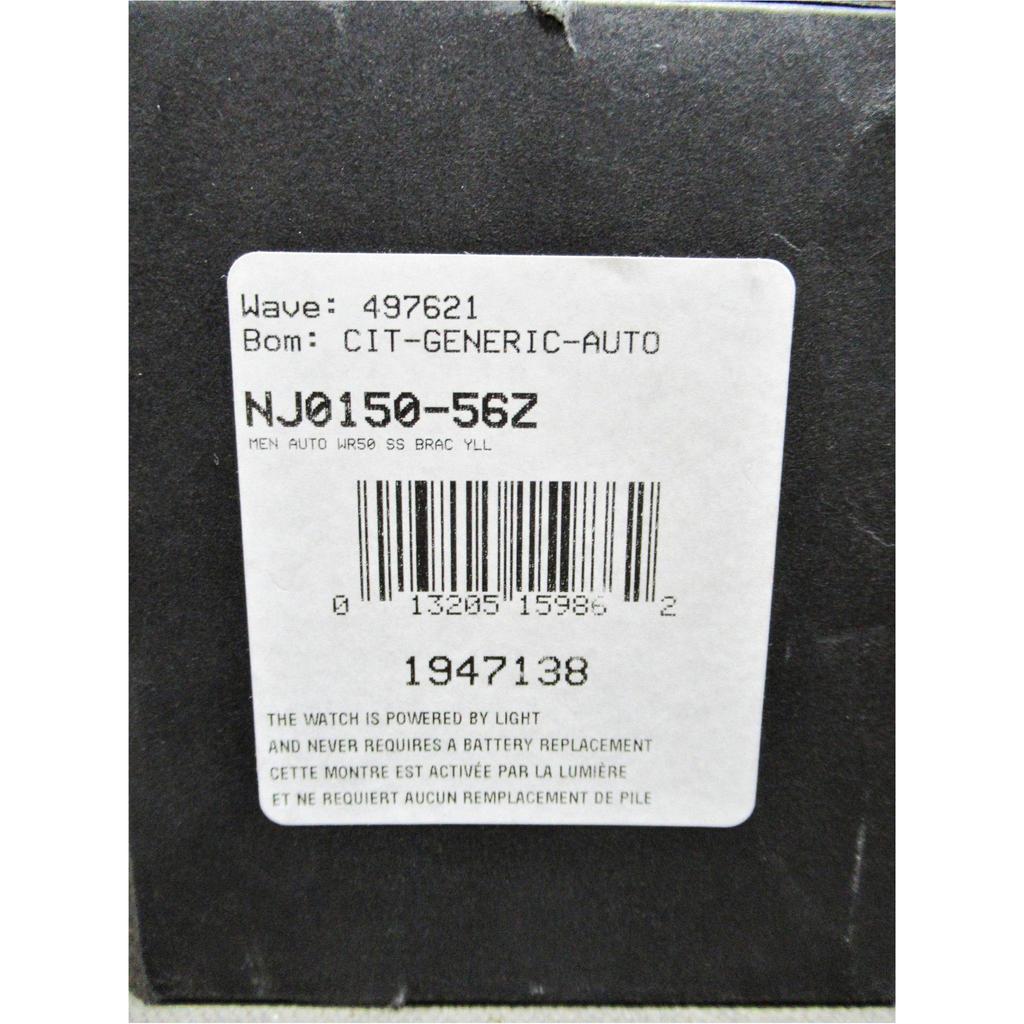 Wave: 497621
Bom: CIT-GENERIC-AUTO
NJ0150-56Z
MEN AUTO WR50 SS BRAC YLL
0 13205 15986 2
1947138
THE WATCH IS POWERED BY LIGHT
AND NEVER REQUIRES A BATTERY REPLACEMENT
CETTE MONTRE EST ACTIVÉE PAR LA LUMIÈRE
ET NE REQUIERT AUCUN REMPLACEMENT DE PILE